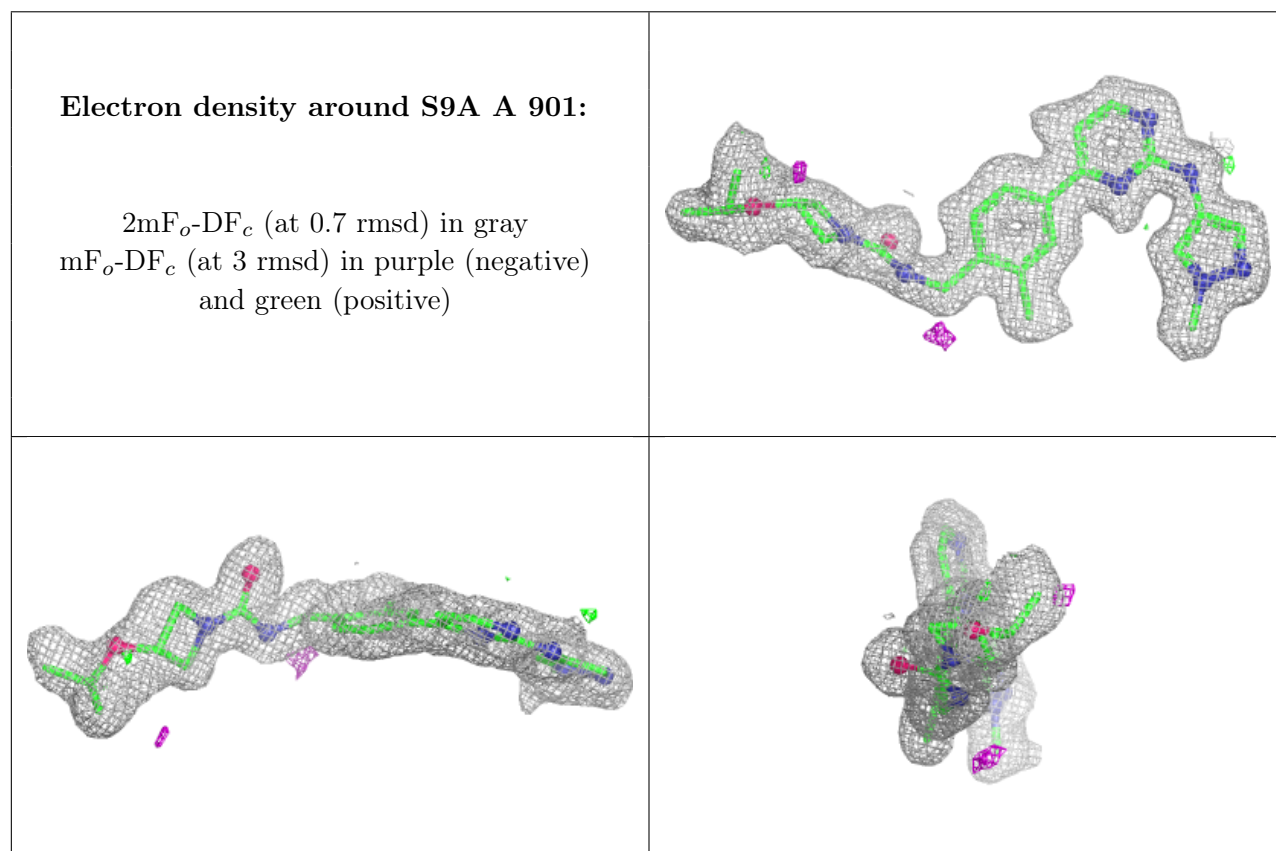 Electron density around S9A A 901:
2mFₒ-DF𝒸 (at 0.7 rmsd) in gray
mFₒ-DF𝒸 (at 3 rmsd) in purple (negative)
and green (positive)